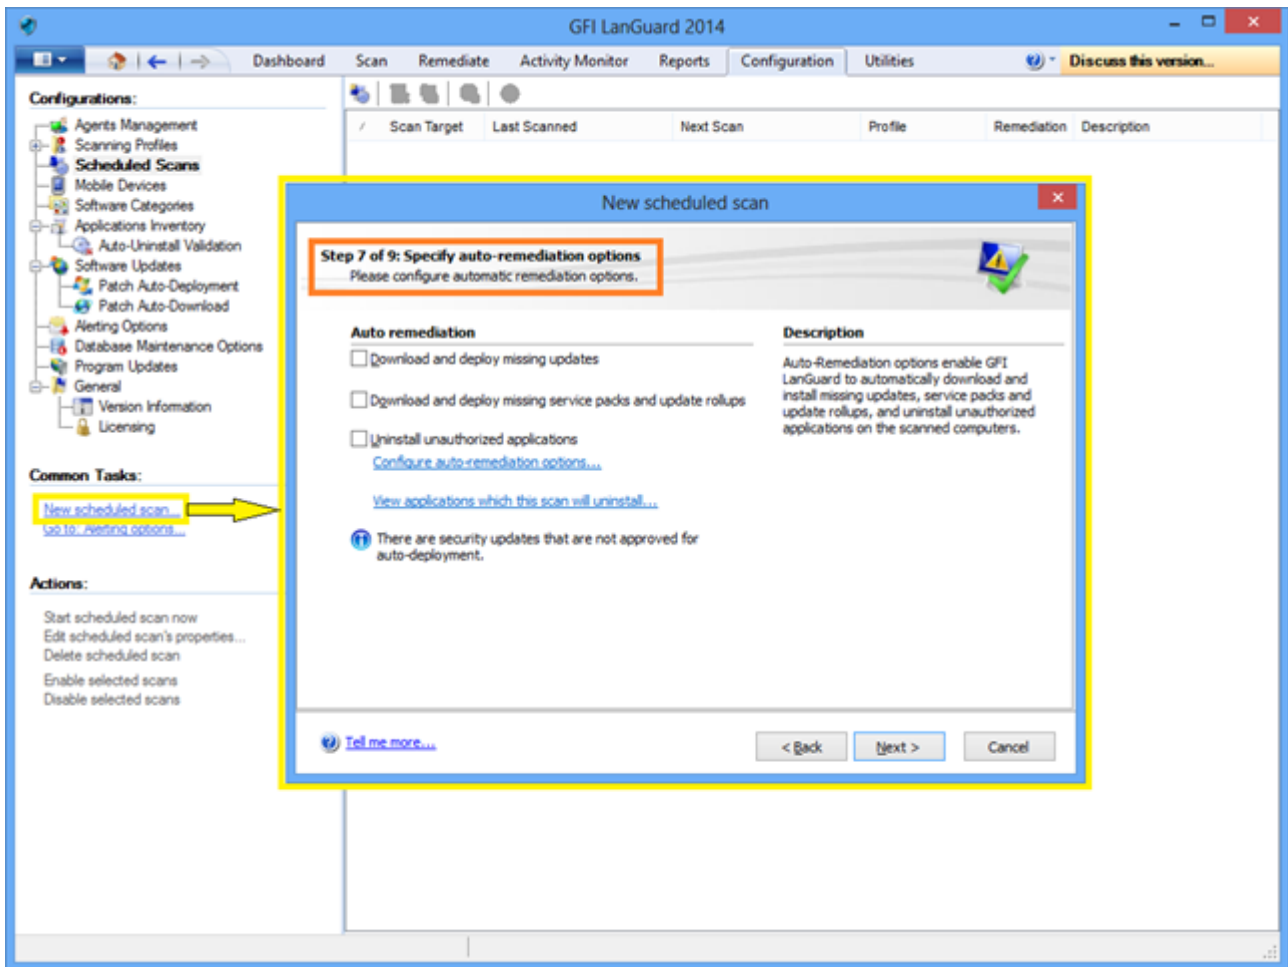 GFI LanGuard 2014
Dashboard Scan Remediate Activity Monitor Reports Configuration Utilities Discuss this version...
Configurations:
Agents Management
Scanning Profiles
Scheduled Scans
Mobile Devices
Software Categories
Applications Inventory
Auto-Uninstall Validation
Software Updates
Patch Auto-Deployment
Patch Auto-Download
Alerting Options
Database Maintenance Options
Program Updates
General
Version Information
Licensing
Common Tasks:
New scheduled scan...
Go to: Alerting options...
Actions:
Start scheduled scan now
Edit scheduled scan's properties...
Delete scheduled scan
Enable selected scans
Disable selected scans
/ Scan Target Last Scanned Next Scan Profile Remediation Description
New scheduled scan
Step 7 of 9: Specify auto-remediation options
Please configure automatic remediation options.
Auto remediation
Download and deploy missing updates
Download and deploy missing service packs and update rollups
Uninstall unauthorized applications
Configure auto-remediation options...
View applications which this scan will uninstall...
There are security updates that are not approved for
auto-deployment.
Description
Auto-Remediation options enable GFI
LanGuard to automatically download and
install missing updates, service packs and
update rollups, and uninstall unauthorized
applications on the scanned computers.
Tell me more...
< Back Next > Cancel